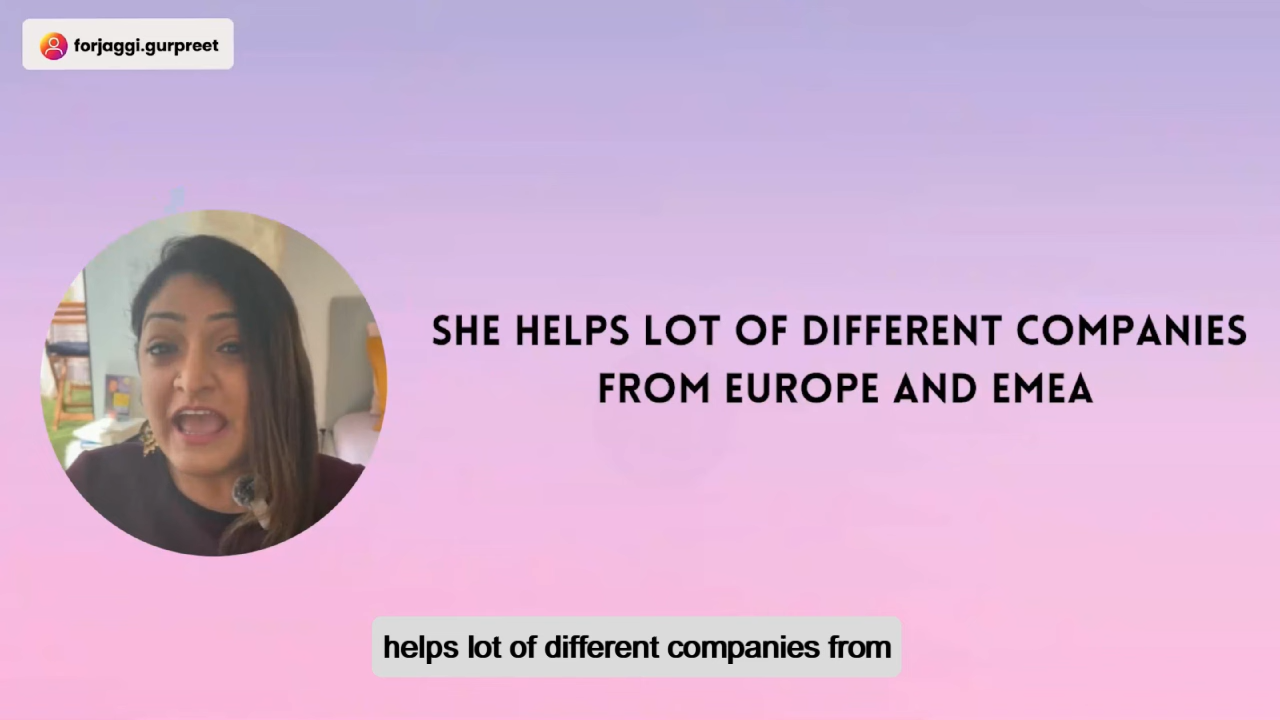 forjaggi.gurpreet
SHE HELPS LOT OF DIFFERENT COMPANIES
FROM EUROPE AND EMEA
helps lot of different companies from